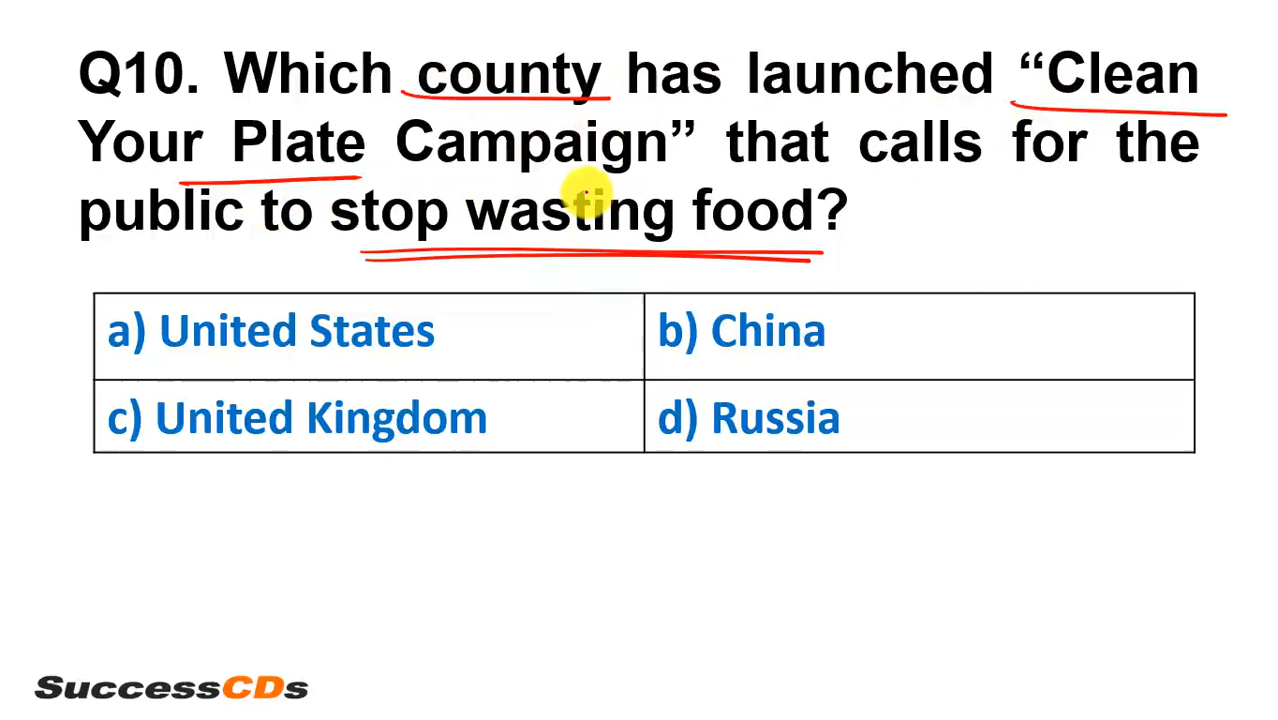 Q10. Which county has launched “Clean
Your Plate Campaign” that calls for the
public to stop wasting food?
a) United States
b) China
c) United Kingdom
d) Russia
SuccessCDs